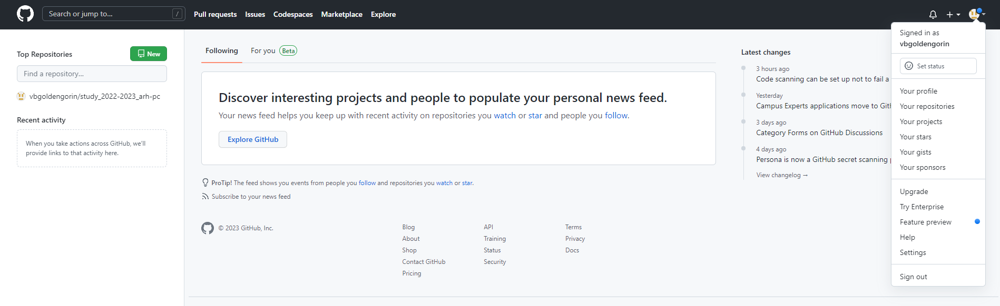 Search or jump to...
/
Pull requests
Issues
Codespaces
Marketplace
Explore
Top Repositories
New
Find a repository...
vbgoldengorin/study_2022-2023_arh-pc
Recent activity
When you take actions across GitHub, we'll
provide links to that activity here.
Following
For you
Beta
Discover interesting projects and people to populate your personal news feed.
Your news feed helps you keep up with recent activity on repositories you watch or star and people you follow.
Explore GitHub
ProTip! The feed shows you events from people you follow and repositories you watch or star.
Subscribe to your news feed
© 2023 GitHub, Inc.
Blog
About
Shop
Contact GitHub
Pricing
API
Training
Status
Security
Terms
Privacy
Docs
Latest changes
3 hours ago
Code scanning can be set up not to fail a
Yesterday
Campus Experts applications move to
3 days ago
Category Forms on GitHub Discussions
4 days ago
Persona is now a GitHub secret scanning
View changelog →
Signed in as
vbgoldengorin
Set status
Your profile
Your repositories
Your projects
Your stars
Your gists
Your sponsors
Upgrade
Try Enterprise
Feature preview
Help
Settings
Sign out